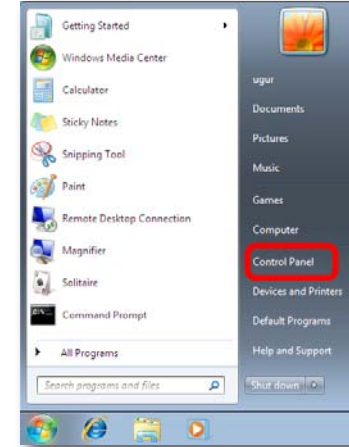 Getting Started
Windows Media Center
Calculator
Sticky Notes
Snipping Tool
Paint
Remote Desktop Connection
Magnifier
Solitaire
Command Prompt
All Programs
Search programs and files
ugur
Documents
Pictures
Music
Games
Computer
Control Panel
Devices and Printers
Default Programs
Help and Support
Shut down